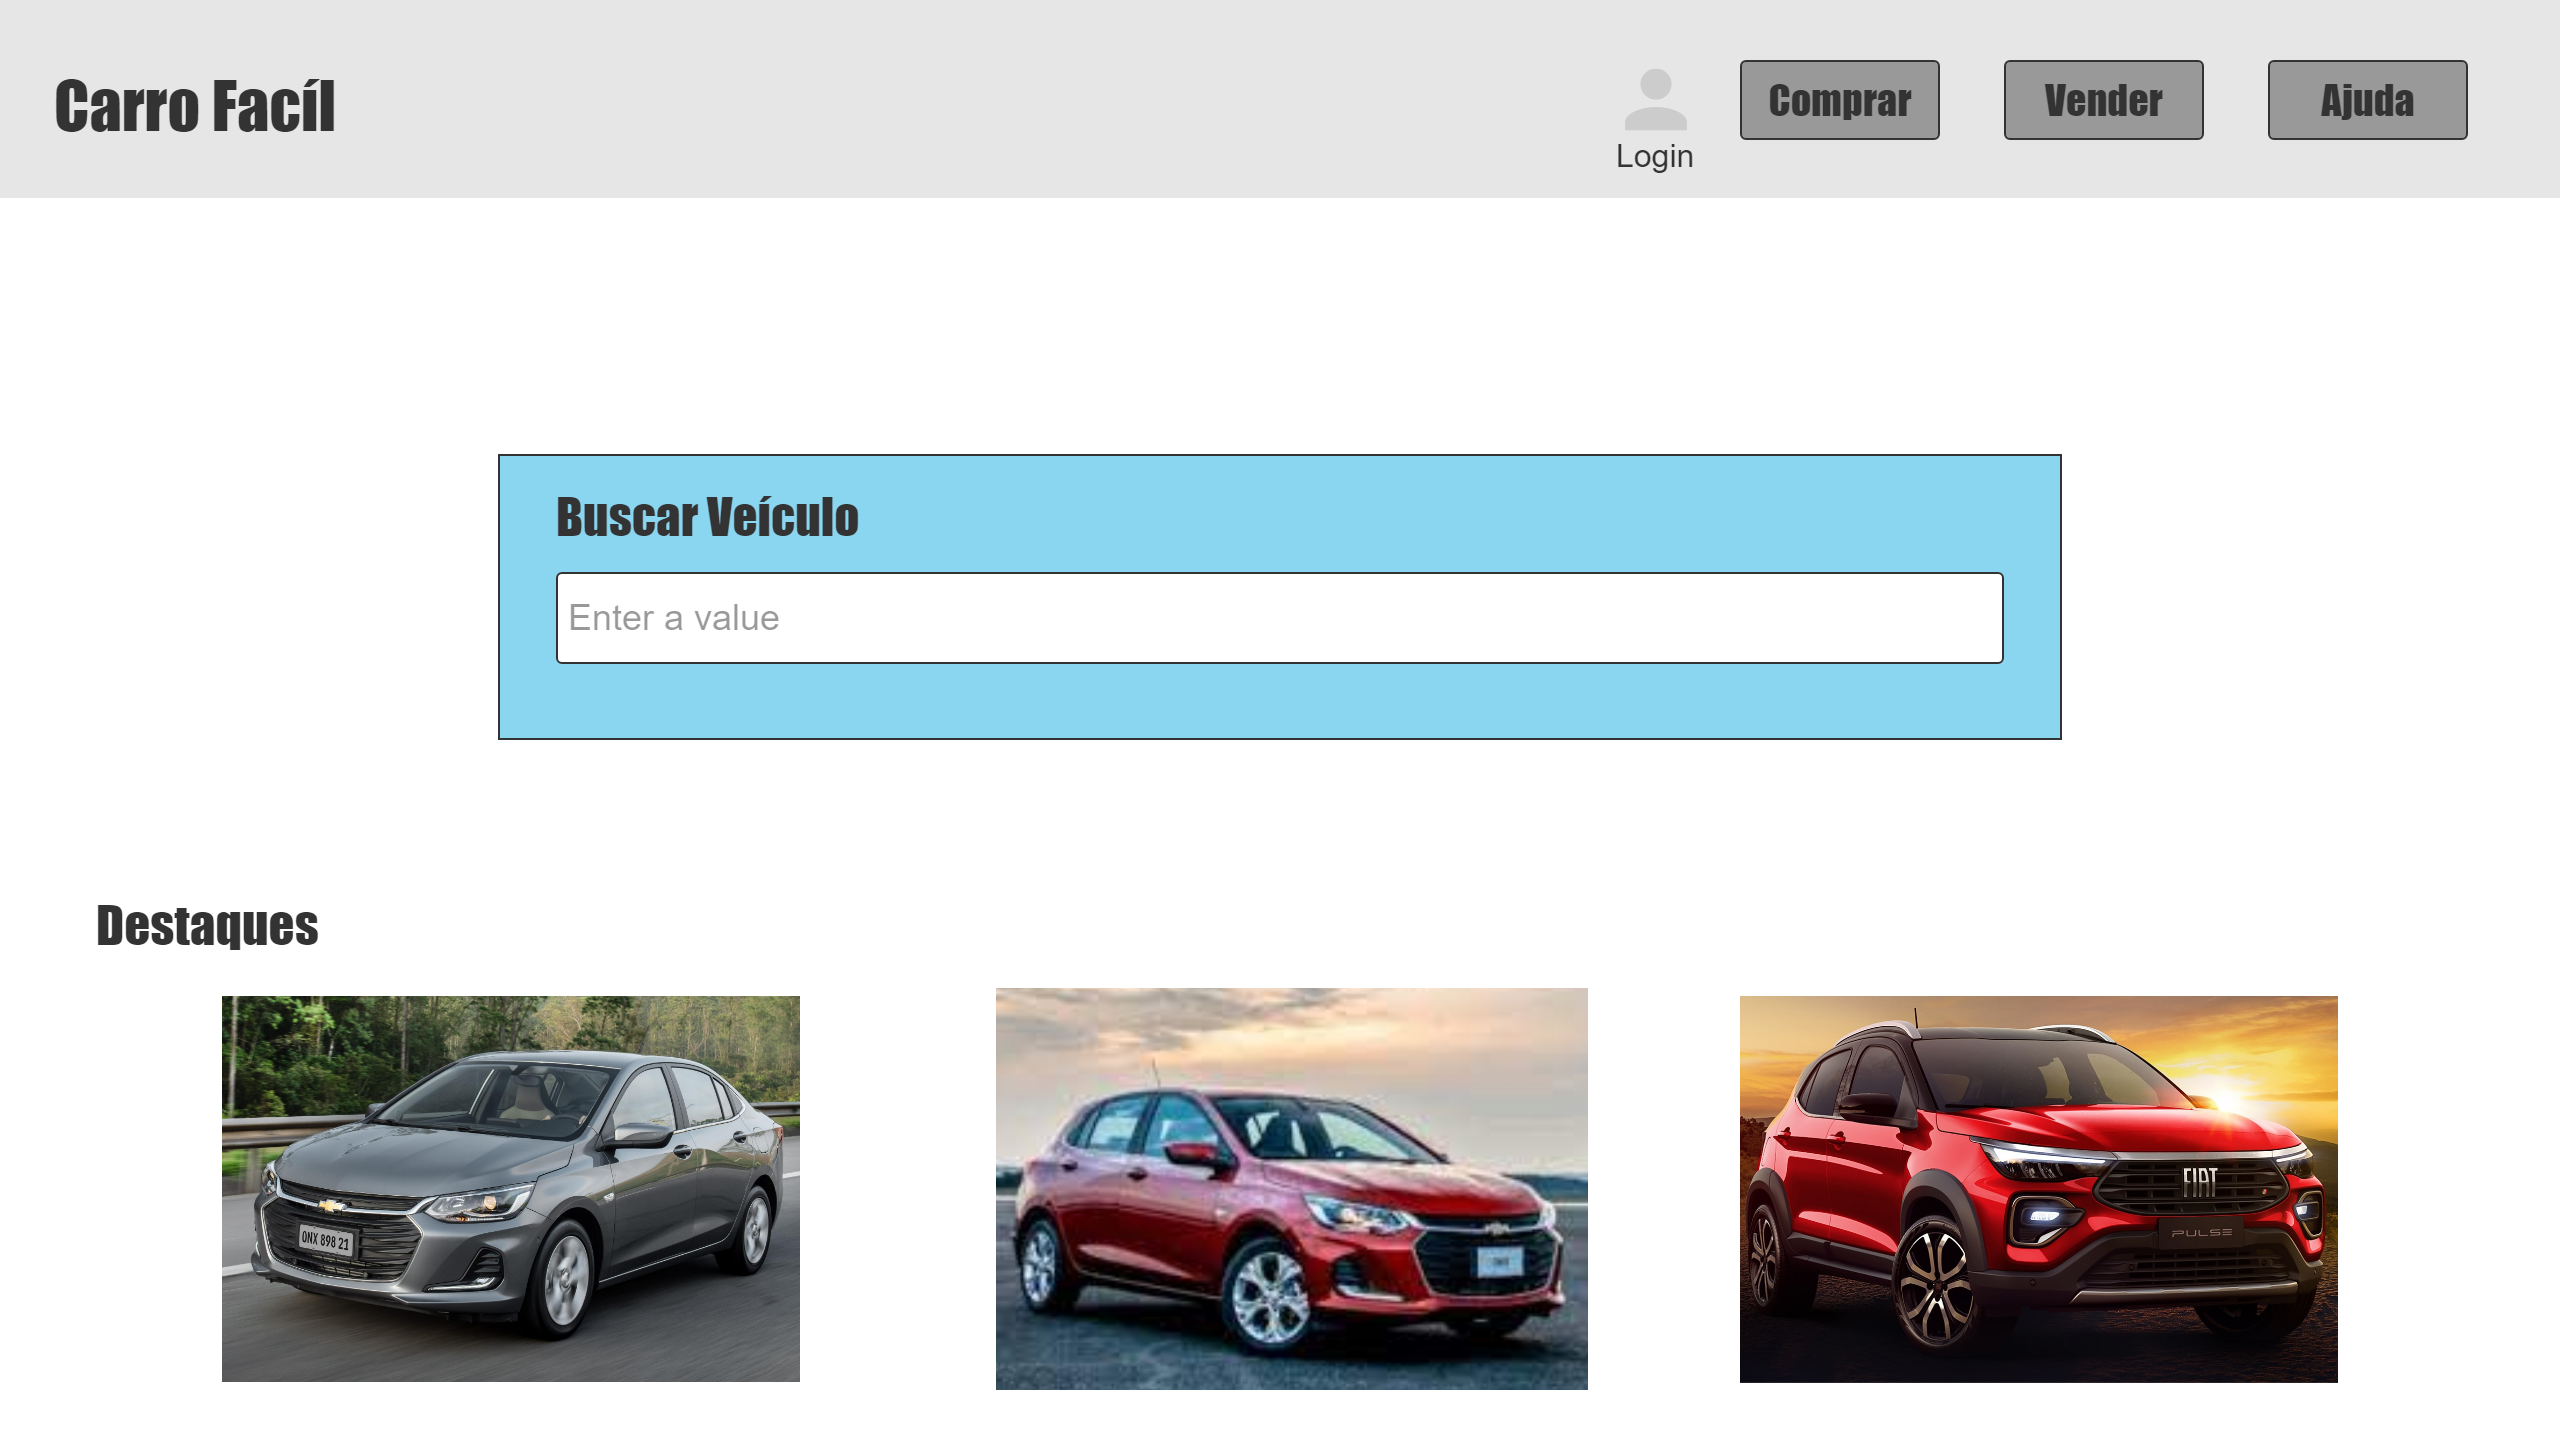 Carro Facíl
Login
Comprar
Vender
Ajuda
Buscar Veículo
Enter a value
Destaques
ONX 898 21
FIAT
PULSE